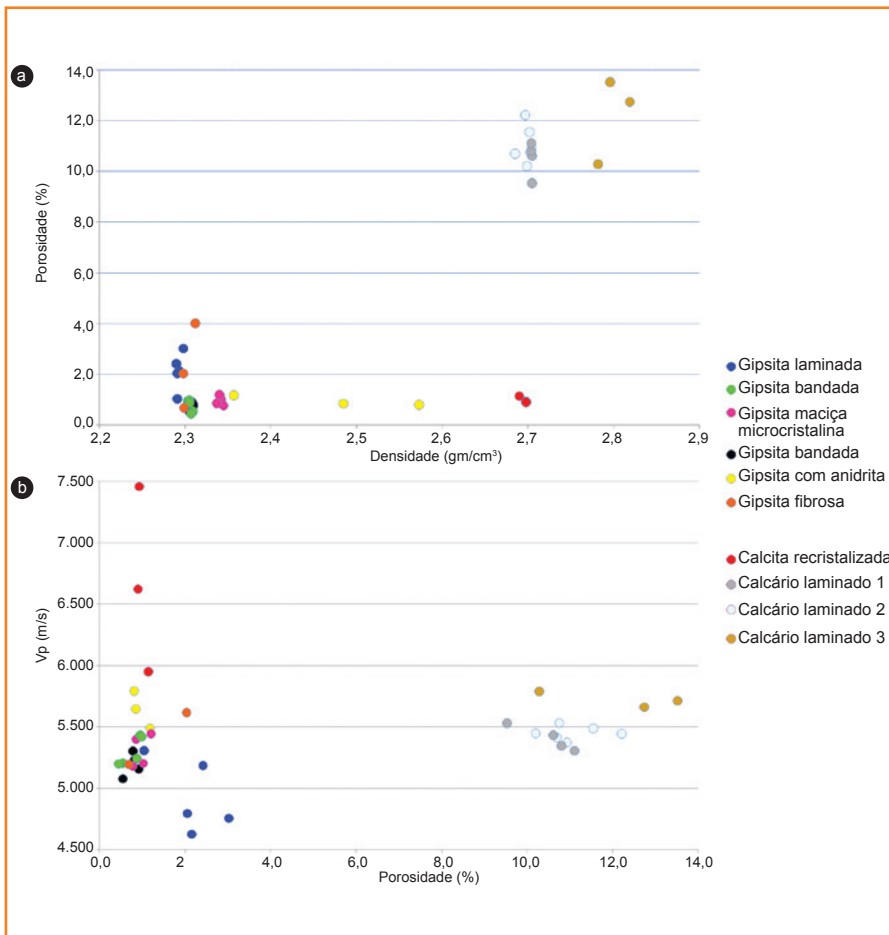 a
14,0
12,0
10,0
8,0
6,0
4,0
2,0
0,0
Porosidade (%)
2,2 2,3 2,4 2,5 2,6 2,7 2,8 2,9
Densidade (gm/cm³)
b
7.500
7.000
6.500
6.000
5.500
5.000
4.500
Vp (m/s)
0,0 2 4,0 6,0 8,0 10,0 12,0 14,0
Porosidade (%)
Gipsita laminada
Gipsita bandada
Gipsita maciça
microcristalina
Gipsita bandada
Gipsita com anidrita
Gipsita fibrosa
Calcita recristalizada
Calcário laminado 1
Calcário laminado 2
Calcário laminado 3